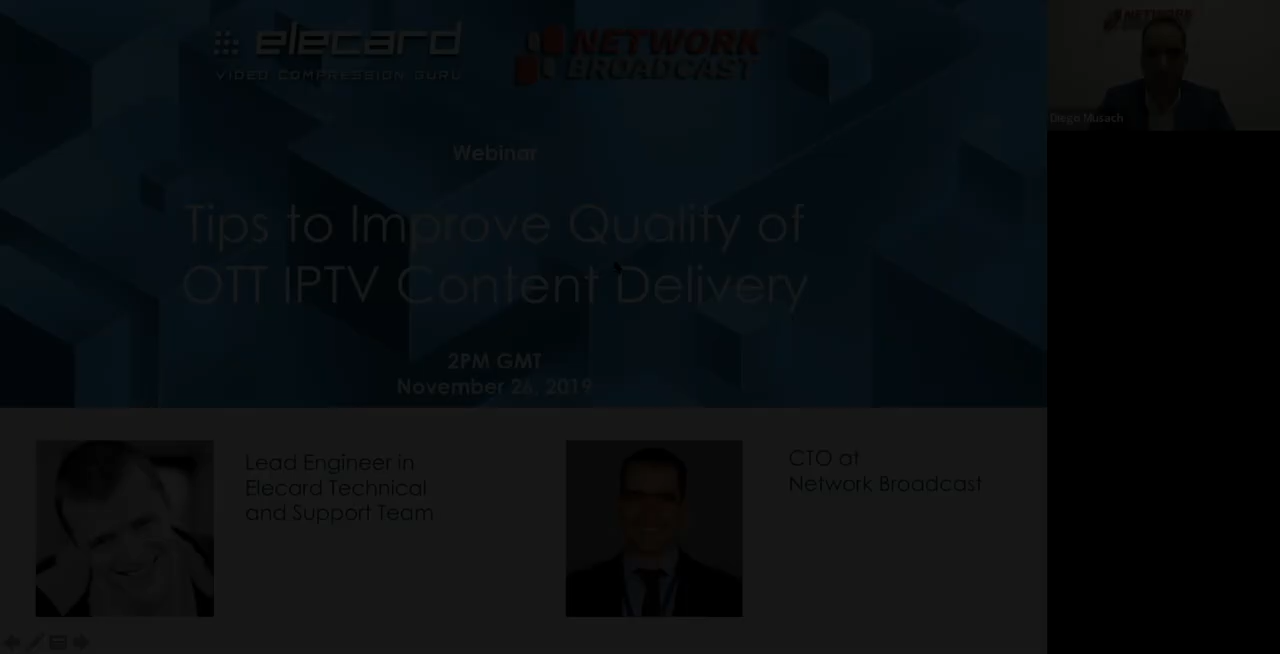 elecard
VIDEO COMPRESSION GURU
NETWORK
BROADCAST
NETWORK
Diego Musach
Webinar
Tips to Improve Quality of
OTT IPTV Content Delivery
2PM GMT
November 26, 2019
Lead Engineer in
Elecard Technical
and Support Team
CTO at
Network Broadcast